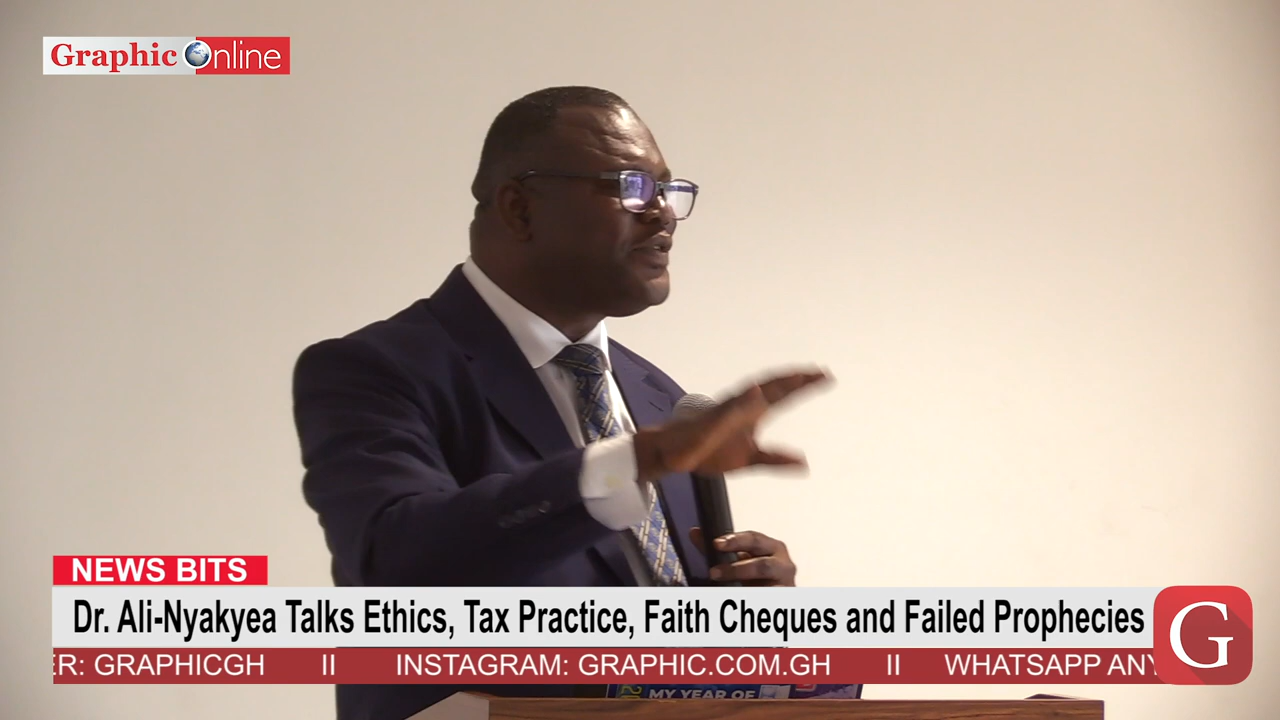 Graphic Online
NEWS BITS
Dr. Ali-Nyakyea Talks Ethics, Tax Practice, Faith Cheques and Failed Prophecies
G
ER: GRAPHICGH II INSTAGRAM: GRAPHIC.COM.GH II WHATSAPP ANY
MY YEAR OF